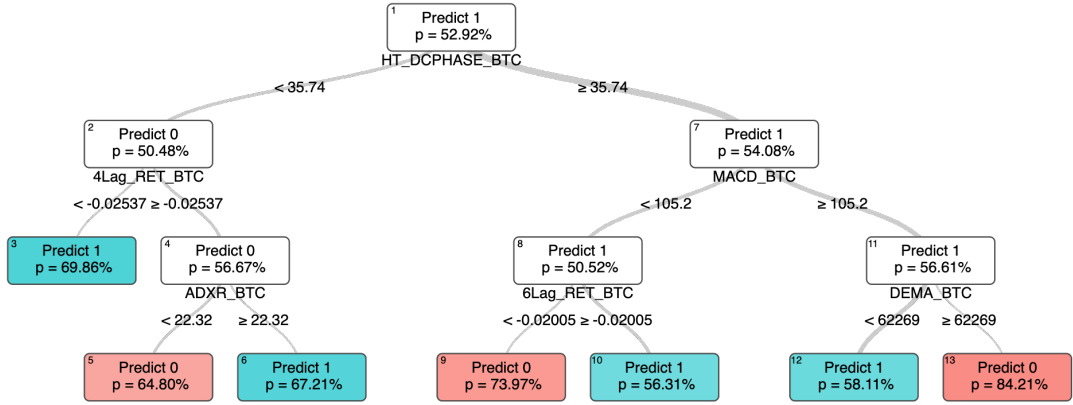 1
Predict 1
p = 52.92%
HT_DCPHASE_BTC
< 35.74
≥ 35.74
2
Predict 0
p = 50.48%
4Lag_RET_BTC
7
Predict 1
p = 54.08%
MACD_BTC
< -0.02537 ≥ -0.02537
< 105.2
≥ 105.2
3
Predict 1
p = 69.86%
4
Predict 0
p = 56.67%
ADXR_BTC
8
Predict 1
p = 50.52%
6Lag_RET_BTC
11
Predict 1
p = 56.61%
DEMA_BTC
< 22.32
≥ 22.32
< -0.02005 ≥ -0.02005
< 62269
≥ 62269
5
Predict 0
p = 64.80%
6
Predict 1
p = 67.21%
9
Predict 0
p = 73.97%
10
Predict 1
p = 56.31%
12
Predict 1
p = 58.11%
13
Predict 0
p = 84.21%